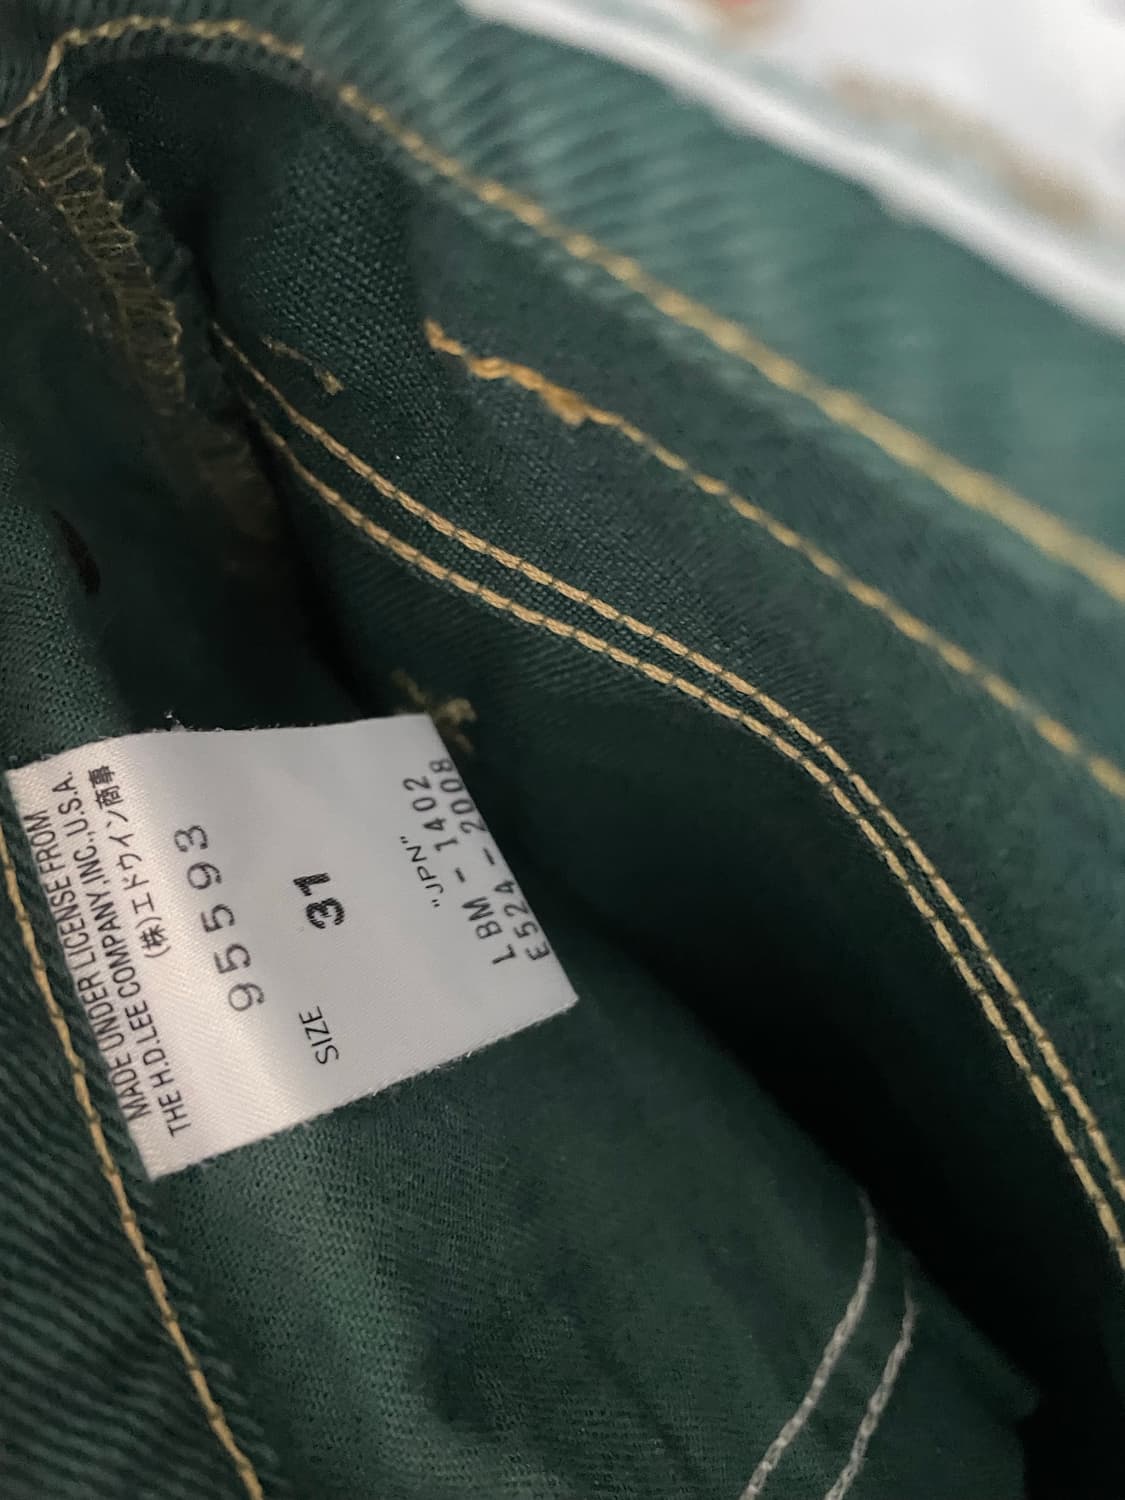 MADE UNDER LICENSE FROM
THE H.D.LEE COMPANY.INC.,U.S.A.
(株)エドウイン商事
95593
SIZE 31
"JPN"
LBM-1402
E524-2008